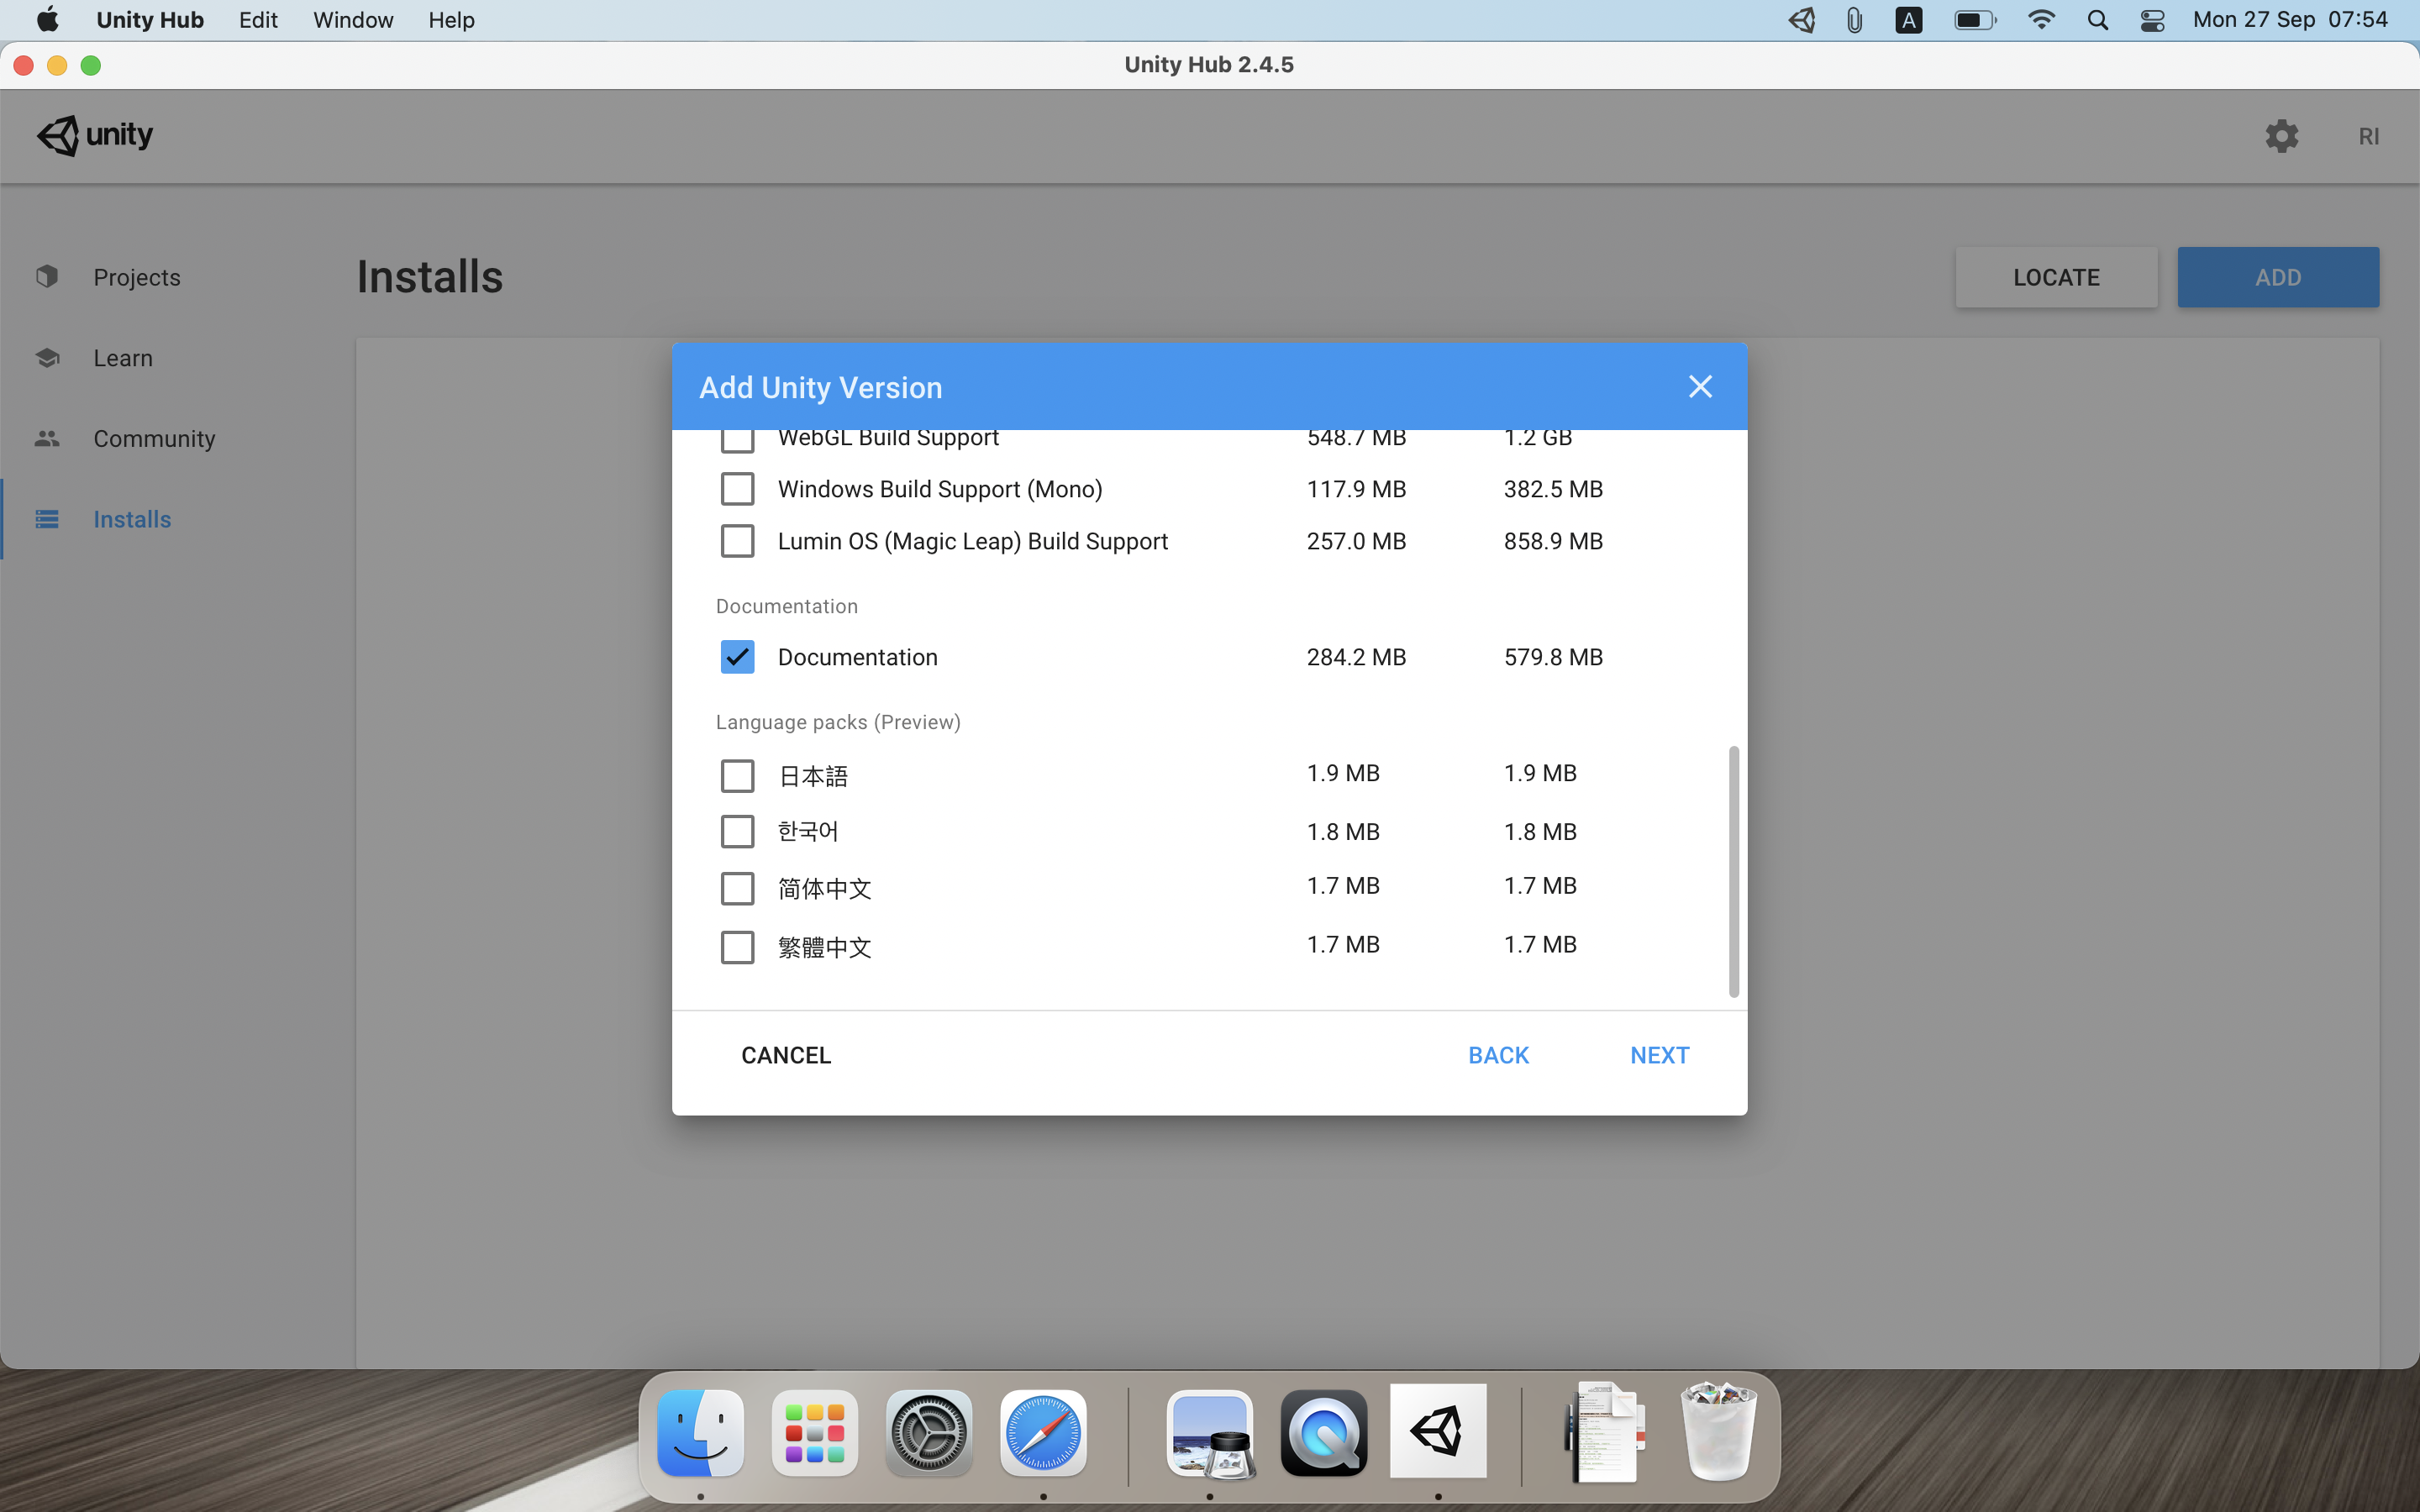 Unity Hub Edit Window Help A Mon 27 Sep 07:54
Unity Hub 2.4.5
unity RI
Projects
Learn
Community
Installs
Installs
LOCATE ADD
Add Unity Version
WebGL Build Support 548.7 MB 1.2 GB
Windows Build Support (Mono) 117.9 MB 382.5 MB
Lumin OS (Magic Leap) Build Support 257.0 MB 858.9 MB
Documentation
Documentation 284.2 MB 579.8 MB
Language packs (Preview)
日本語 1.9 MB 1.9 MB
한국어 1.8 MB 1.8 MB
简体中文 1.7 MB 1.7 MB
繁體中文 1.7 MB 1.7 MB
CANCEL BACK NEXT